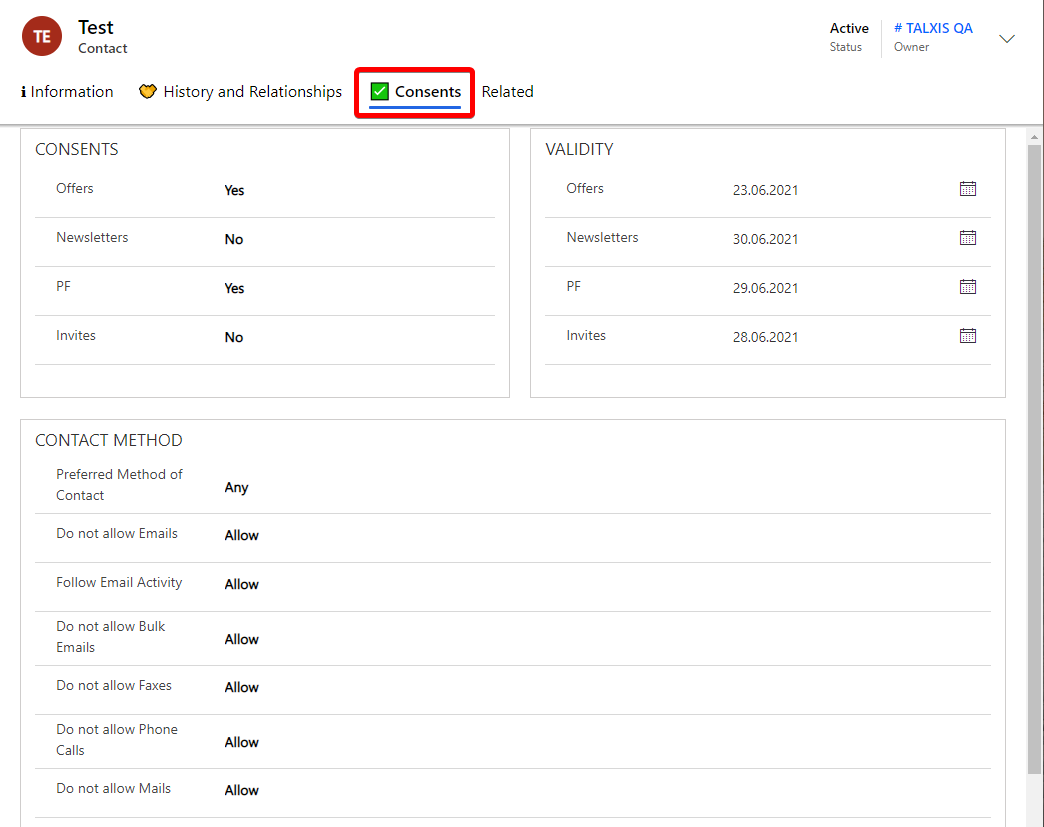 TE
Test
Contact
Active
Status
# TALXIS QA
Owner
Information
History and Relationships
Consents
Related
CONSENTS
Offers Yes
Newsletters No
PF Yes
Invites No
VALIDITY
Offers 23.06.2021
Newsletters 30.06.2021
PF 29.06.2021
Invites 28.06.2021
CONTACT METHOD
Preferred Method of
Contact
Any
Do not allow Emails Allow
Follow Email Activity Allow
Do not allow Bulk
Emails
Allow
Do not allow Faxes Allow
Do not allow Phone
Calls
Allow
Do not allow Mails Allow